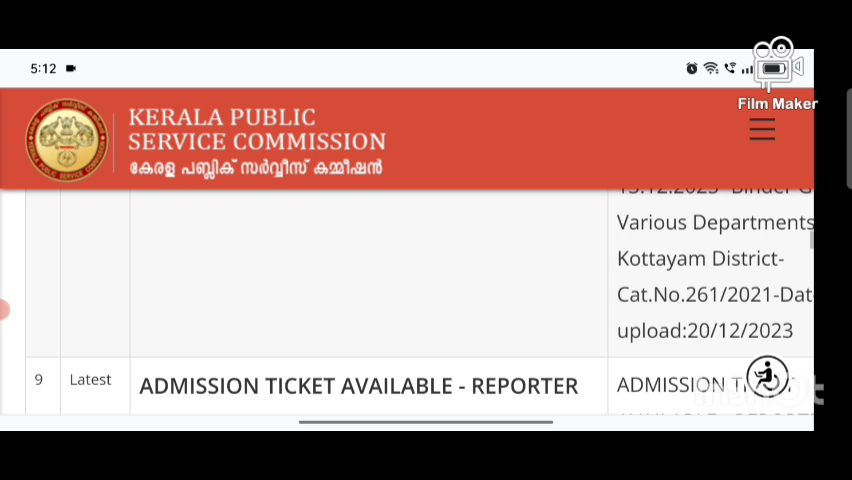 5:12
Film Maker
KERALA PUBLIC
SERVICE COMMISSION
കേരള പബ്ലിക് സർവ്വീസ് കമ്മീഷൻ
Various Departments
Kottayam District-
Cat.No.261/2021-Dat
upload:20/12/2023
9 Latest ADMISSION TICKET AVAILABLE - REPORTER ADMISSION